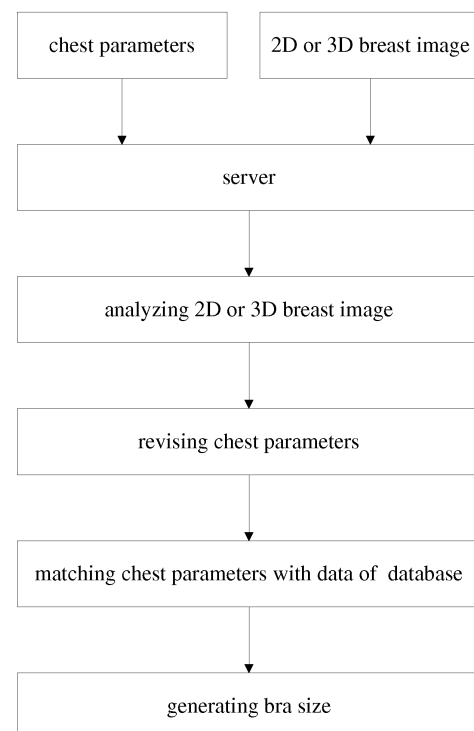 chest parameters
2D or 3D breast image
server
analyzing 2D or 3D breast image
revising chest parameters
matching chest parameters with data of database
generating bra size